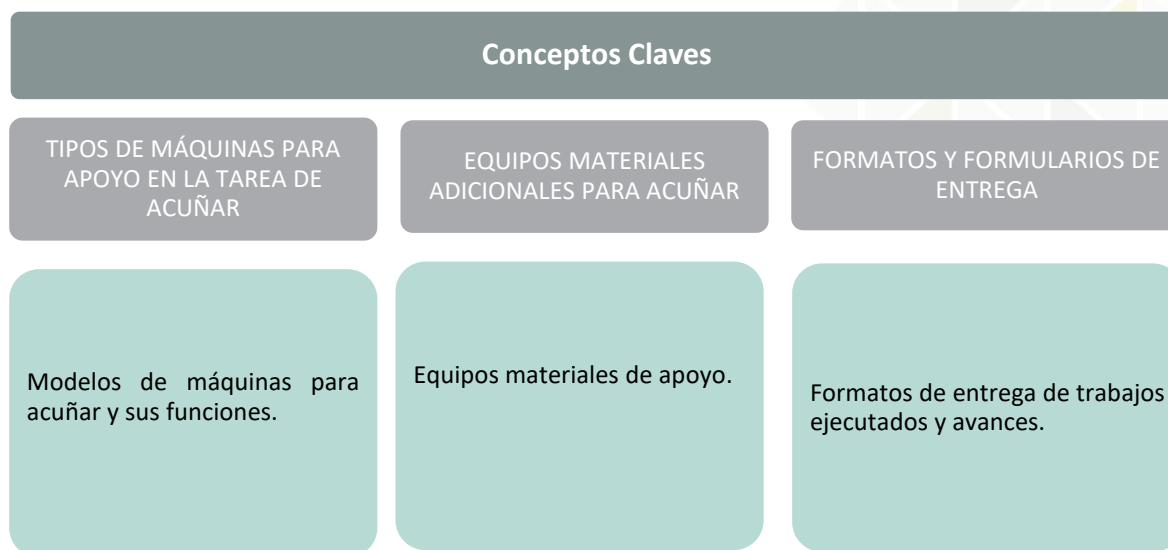 Conceptos Claves
TIPOS DE MÁQUINAS PARA
APOYO EN LA TAREA DE
ACUÑAR
EQUIPOS MATERIALES
ADICIONALES PARA ACUÑAR
FORMATOS Y FORMULARIOS DE
ENTREGA
Modelos de máquinas para
acuñar y sus funciones.
Equipos materiales de apoyo.
Formatos de entrega de trabajos
ejecutados y avances.